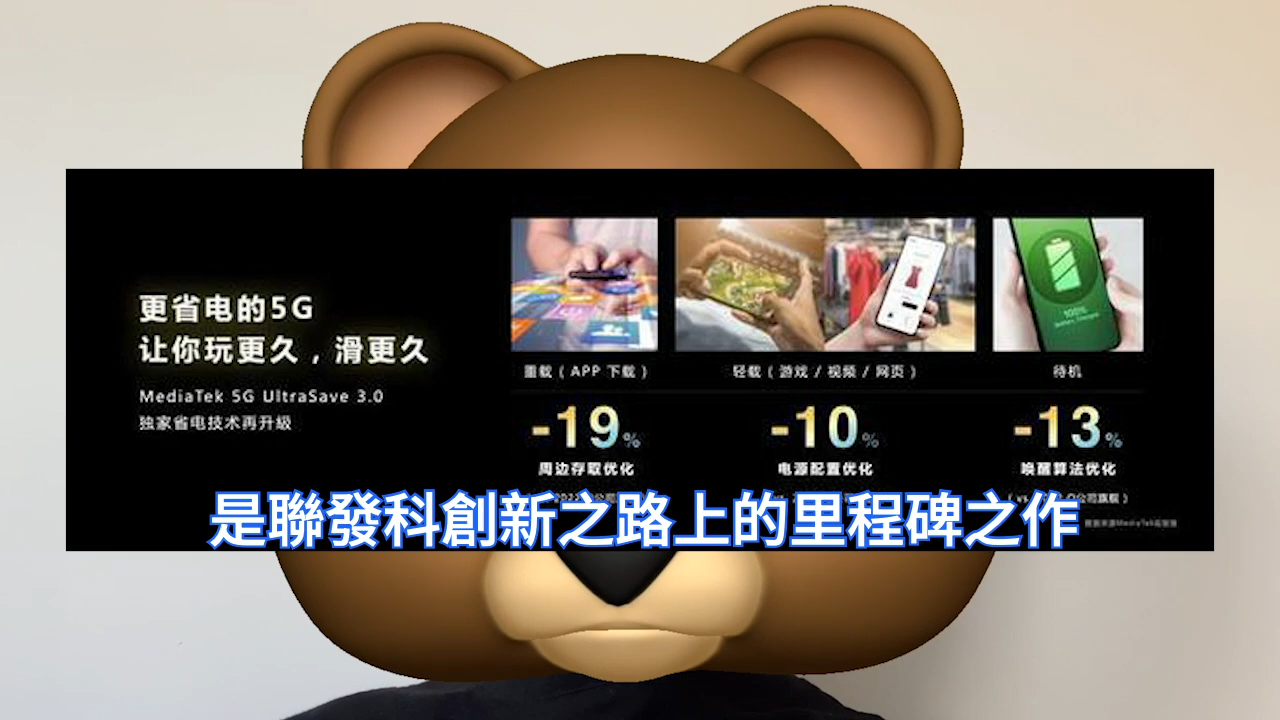 更省电的5G
让你玩更久，滑更久
MediaTek 5G UltraSave 3.0
独家省电技术再升級
100%
重载（APP 下载）
轻载（游戏 / 视频 / 网页）
待机
-19%
-10%
-13%
周边存取优化
电源配置优化
唤醒算法优化
是聯發科創新之路上的里程碑之作